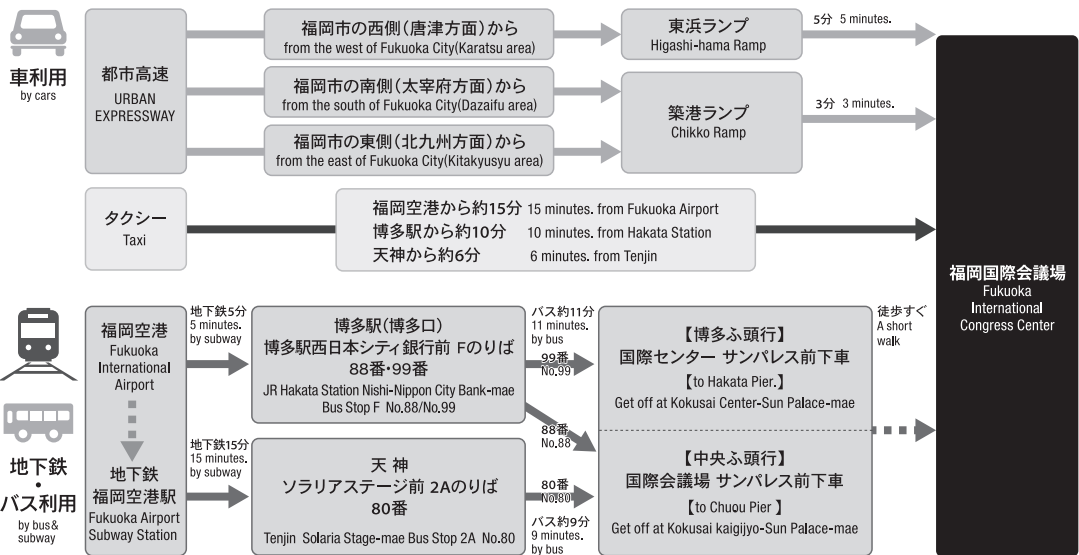 車利用
by cars
都市高速
URBAN
EXPRESSWAY
福岡市の西側(唐津方面)から
from the west of Fukuoka City(Karatsu area)
東浜ランプ
Higashi-hama Ramp
5分 5 minutes.
福岡市の南側(太宰府方面)から
from the south of Fukuoka City(Dazaifu area)
福岡市の東側(北九州方面)から
from the east of Fukuoka City(Kitakyusyu area)
築港ランプ
Chikko Ramp
3分 3 minutes.
タクシー
Taxi
福岡空港から約15分 15 minutes. from Fukuoka Airport
博多駅から約10分 10 minutes. from Hakata Station
天神から約6分 6 minutes. from Tenjin
福岡国際会議場
Fukuoka
International
Congress Center
地下鉄
・
バス利用
by bus&
subway
福岡空港
Fukuoka
International
Airport
地下鉄
福岡空港駅
Fukuoka Airport
Subway Station
地下鉄5分
5 minutes.
by subway
博多駅(博多口)
博多駅西日本シティ銀行前 Fのりば
88番・99番
JR Hakata Station Nishi-Nippon City Bank-mae
Bus Stop F No.88/No.99
バス約11分
11 minutes.
by bus
99番
No.99
88番
No.88
地下鉄15分
15 minutes.
by subway
天神
ソラリアステージ前 2Aのりば
80番
Tenjin Solaria Stage-mae Bus Stop 2A No.80
80番
No.80
バス約9分
9 minutes.
by bus
【博多ふ頭行】
国際センター サンパレス前下車
【to Hakata Pier.】
Get off at Kokusai Center-Sun Palace-mae
【中央ふ頭行】
国際会議場 サンパレス前下車
【to Chuou Pier】
Get off at Kokusai kaigijyo-Sun Palace-mae
徒歩すぐ
A short
walk